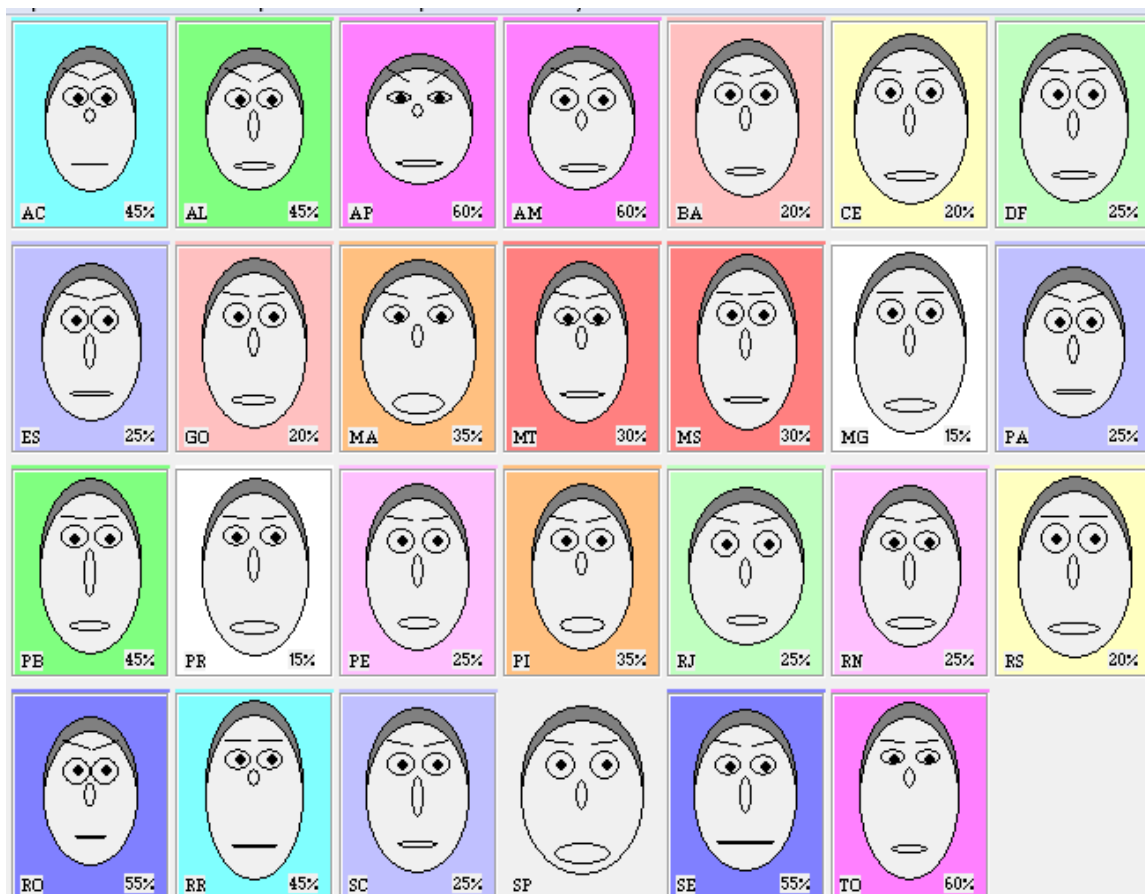 AC 45% AL 45% AP 60% AM 60% BA 20% CE 20% DF 25%
ES 25% GO 20% MA 35% MT 30% MS 30% MG 15% PA 25%
PB 45% PR 15% PE 25% PI 35% RJ 25% RN 25% RS 20%
RO 55% RR 45% SC 25% SP SE 55% TO 60%